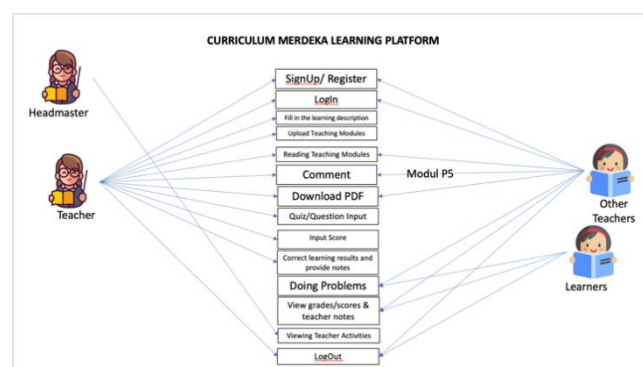 CURRICULUM MERDEKA LEARNING PLATFORM
Headmaster
Teacher
SignUp/ Register
LogIn
Fill in the learning description
Upload Teaching Modules
Reading Teaching Modules
Comment
Download PDF
Quiz/Question Input
Input Score
Correct learning results and
provide notes
Doing Problems
View grades/scores &
teacher notes
Viewing Teacher Activities
LogOut
Modul P5
Other
Teachers
Learners